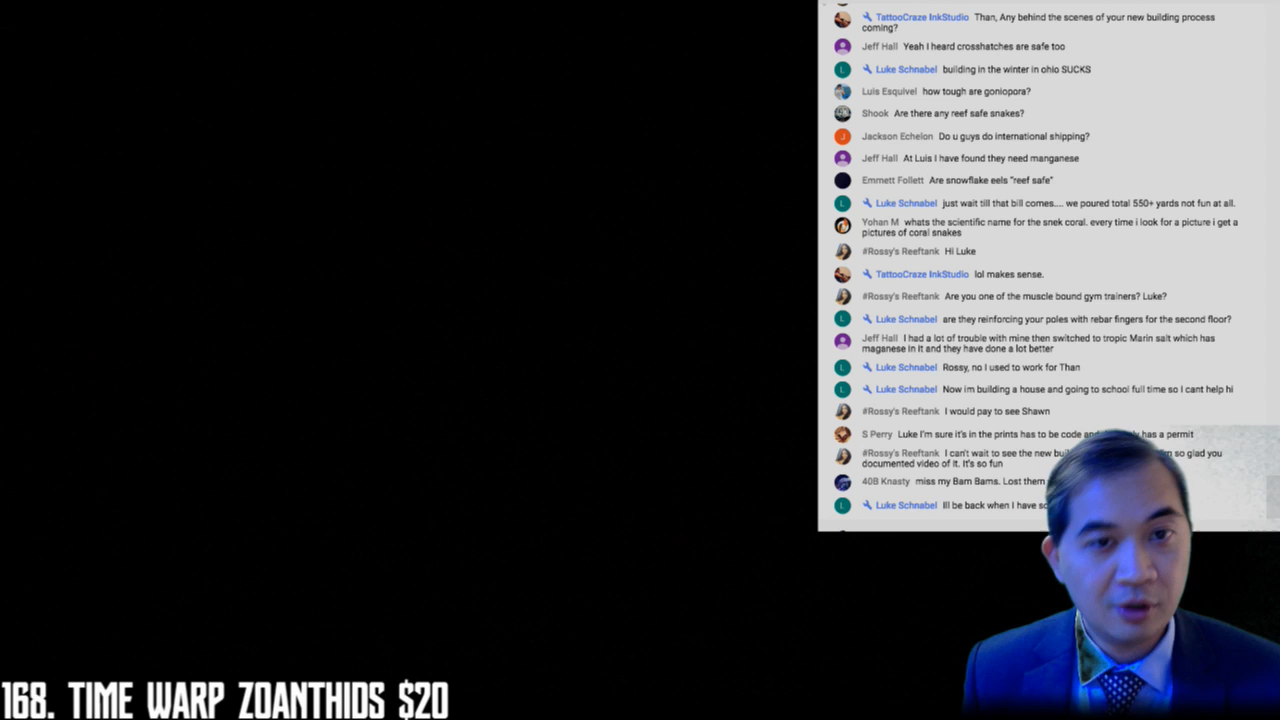 TattooCraze InkStudio Than, Any behind the scenes of your new building process
coming?
Jeff Hall Yeah I heard crosshatches are safe too
L Luke Schnabel building in the winter in ohio SUCKS
Luis Esquivel how tough are goniopora?
Shook Are there any reef safe snakes?
J Jackson Echelon Do u guys do international shipping?
Jeff Hall At Luis I have found they need manganese
Emmett Follett Are snowflake eels "reef safe"
L Luke Schnabel just wait till that bill comes.... we poured total 550+ yards not fun at all.
Yohan M whats the scientific name for the snek coral. every time i look for a picture i get a
pictures of coral snakes
#Rossy's Reeftank Hi Luke
TattooCraze InkStudio lol makes sense.
#Rossy's Reeftank Are you one of the muscle bound gym trainers? Luke?
L Luke Schnabel are they reinforcing your poles with rebar fingers for the second floor?
Jeff Hall I had a lot of trouble with mine then switched to tropic Marin salt which has
maganese in it and they have done a lot better
L Luke Schnabel Rossy, no I used to work for Than
L Luke Schnabel Now im building a house and going to school full time so I cant help hi
#Rossy's Reeftank I would pay to see Shawn
S Perry Luke I'm sure it's in the prints has to be code and has a permit
#Rossy's Reeftank I can't wait to see the new so glad you
documented video of it. It's so fun
40B Knasty miss my Bam Bams. Lost them
L Luke Schnabel Ill be back when I have
168. TIME WARP ZOANTHIDS $20